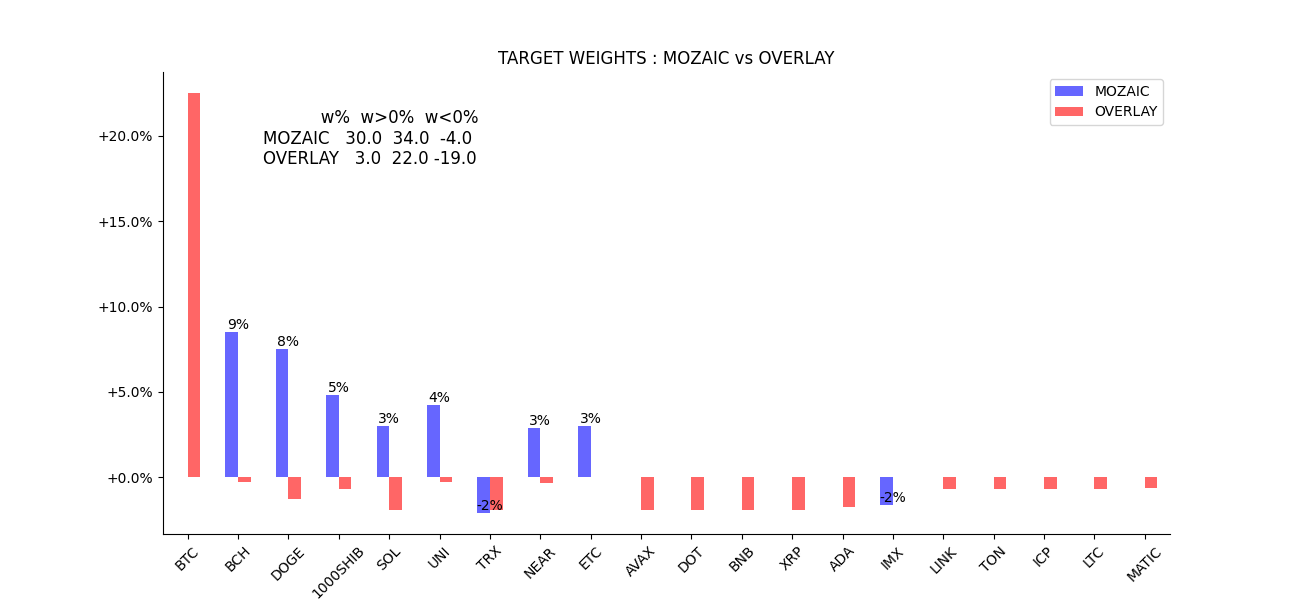 TARGET WEIGHTS : MOZAIC vs OVERLAY
MOZAIC
OVERLAY
w% w>0% w<0%
MOZAIC 30.0 34.0 -4.0
OVERLAY 3.0 22.0 -19.0
+20.0%
+15.0%
+10.0%
+5.0%
+0.0%
9%
8%
5%
3%
4%
-2%
3%
3%
-2%
BTC
BCH
DOGE
1000SHIB
SOL
UNI
TRX
NEAR
ETC
AVAX
DOT
BNB
XRP
ADA
IMX
LINK
TON
ICP
LTC
MATIC